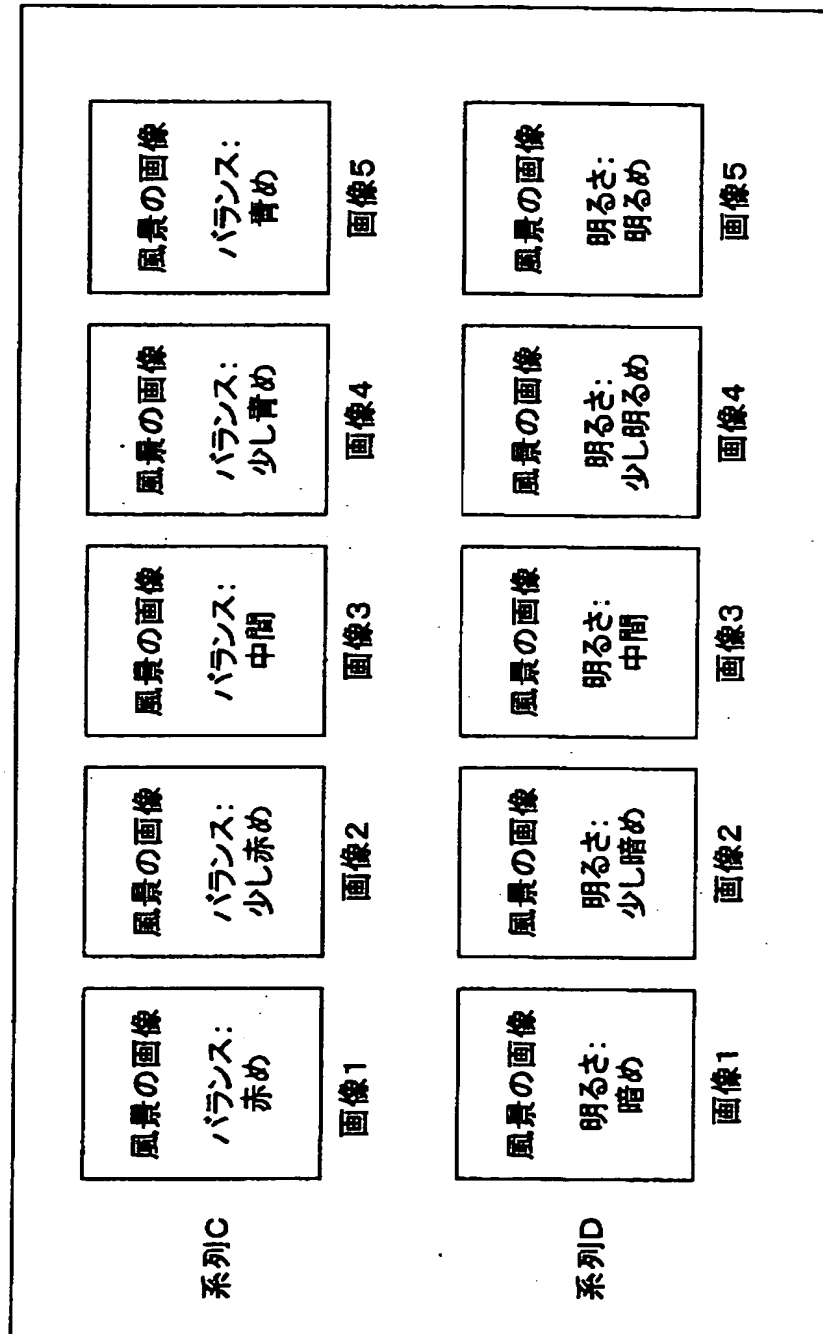 系列C
風景の画像
バランス:
赤め
画像1
風景の画像
バランス:
少し赤め
画像2
風景の画像
バランス:
中間
画像3
風景の画像
バランス:
少し青め
画像4
風景の画像
バランス:
青め
画像5
系列D
風景の画像
明るさ:
暗め
画像1
風景の画像
明るさ:
少し暗め
画像2
風景の画像
明るさ:
中間
画像3
風景の画像
明るさ:
少し明るめ
画像4
風景の画像
明るさ:
明るめ
画像5